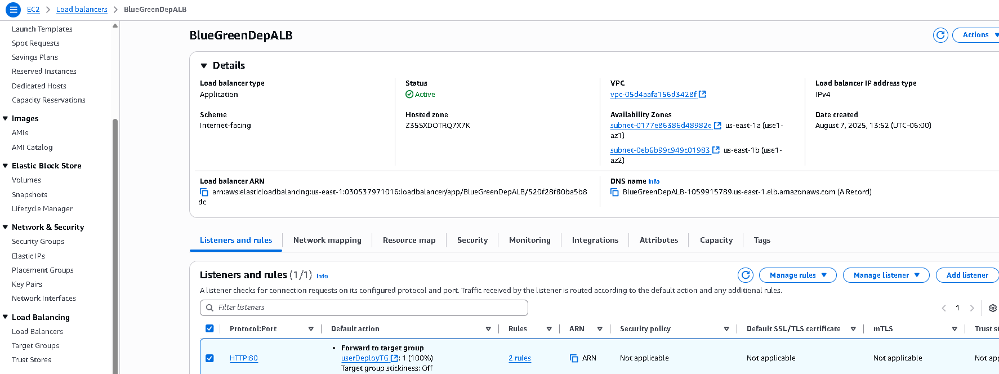 EC2 > Load balancers > BlueGreenDepALB
Launch Templates
Spot Requests
Savings Plans
Reserved Instances
Dedicated Hosts
Capacity Reservations
Images
AMIs
AMI Catalog
Elastic Block Store
Volumes
Snapshots
Lifecycle Manager
Network & Security
Security Groups
Elastic IPs
Placement Groups
Key Pairs
Network Interfaces
Load Balancing
Load Balancers
Target Groups
Trust Stores
BlueGreenDepALB
Actions
Details
Load balancer type
Application
Status
Active
VPC
vpc-05d4aafa156d3428f
Load balancer IP address type
IPv4
Scheme
Internet-facing
Hosted zone
Z35SXDOTRQ7X7K
Availability Zones
subnet-0177e86386d48982e us-east-1a (use1-
az1)
subnet-0eb6b99c949c01983 us-east-1b (use1-
az2)
Date created
August 7, 2025, 13:52 (UTC-06:00)
Load balancer ARN
arn:aws:elasticloadbalancing:us-east-1:030537971016:loadbalancer/app/BlueGreenDepALB/520f28f80ba5b8
dc
DNS name Info
BlueGreenDepALB-1059915789.us-east-1.elb.amazonaws.com (A Record)
Listeners and rules Network mapping Resource map Security Monitoring Integrations Attributes Capacity Tags
Listeners and rules (1/1) Info
Manage rules Manage listener Add listener
A listener checks for connection requests on its configured protocol and port. Traffic received by the listener is routed according to the default action and any additional rules.
Filter listeners
1
Protocol:Port Default action Rules ARN Security policy Default SSL/TLS certificate mTLS Trust st
HTTP:80
• Forward to target group
userDeployTG : 1 (100%)
Target group stickiness: Off
2 rules
ARN
Not applicable
Not applicable
Not applicable
Not ap